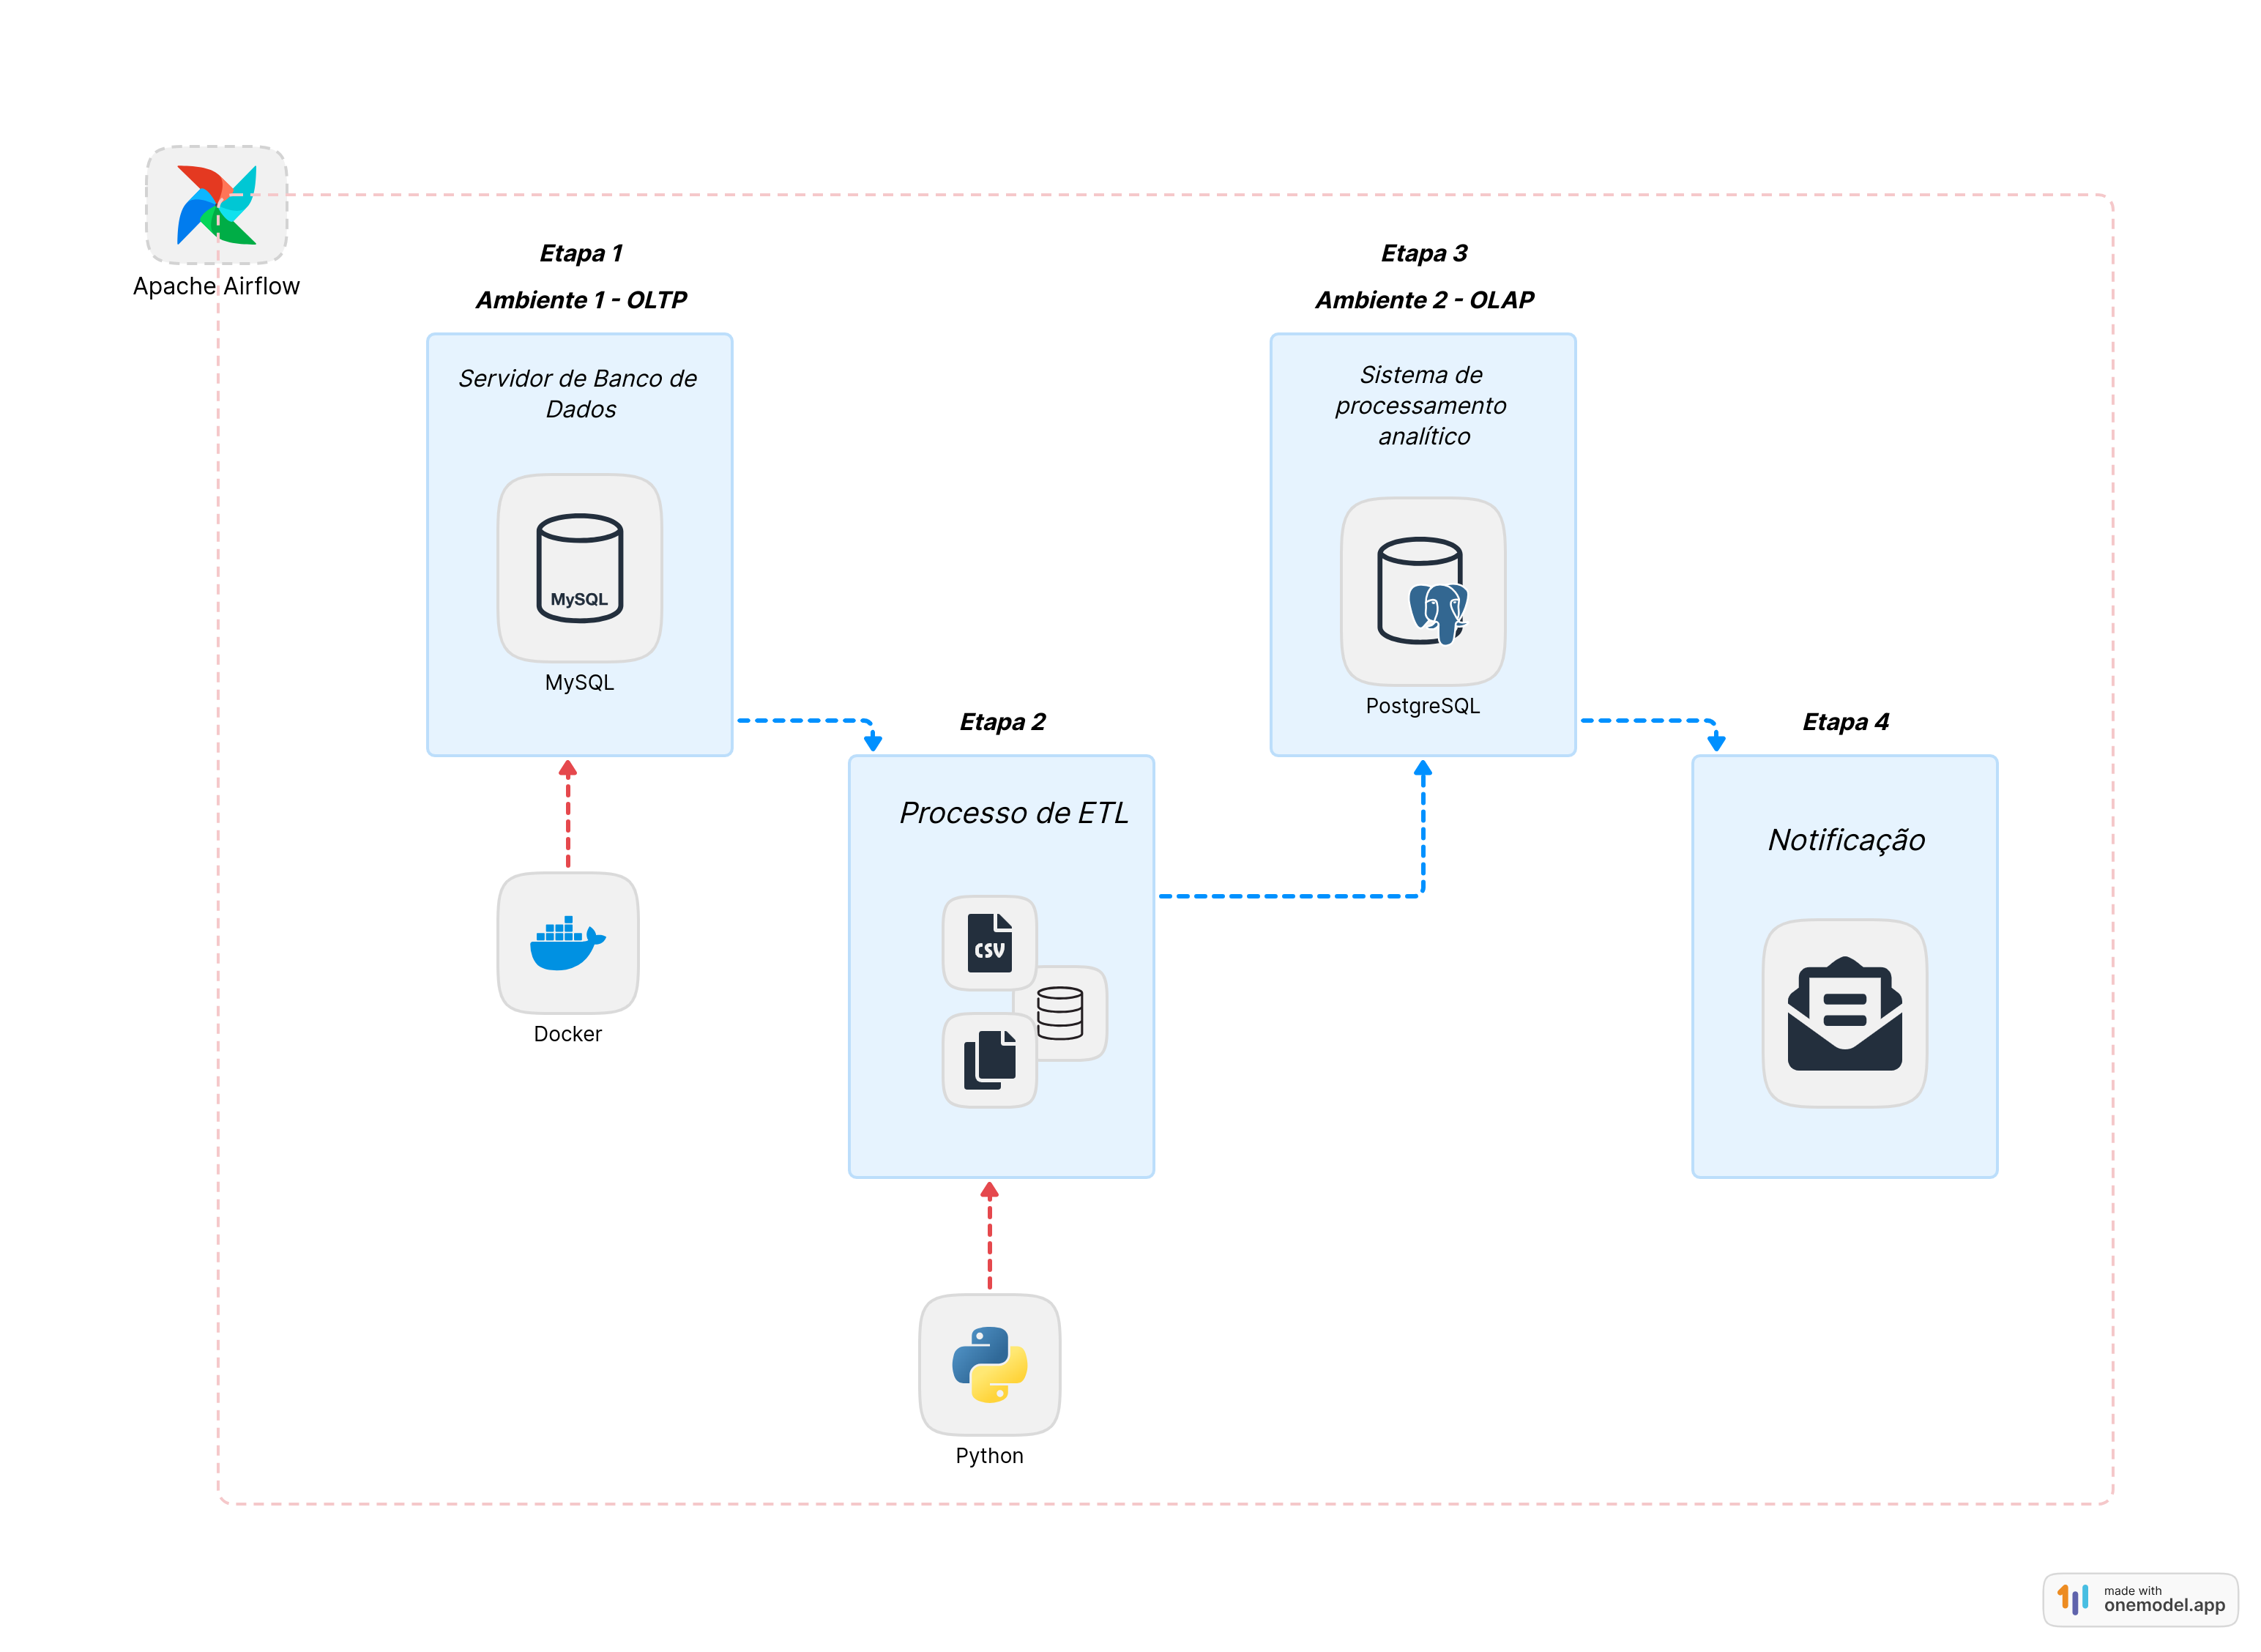 Apache Airflow
Etapa 1
Ambiente 1 - OLTP
Servidor de Banco de
Dados
MySQL
MySQL
Docker
Etapa 2
Processo de ETL
CSV
Python
Etapa 3
Ambiente 2 - OLAP
Sistema de
processamento
analítico
PostgreSQL
Etapa 4
Notificação
made with
onemodel.app